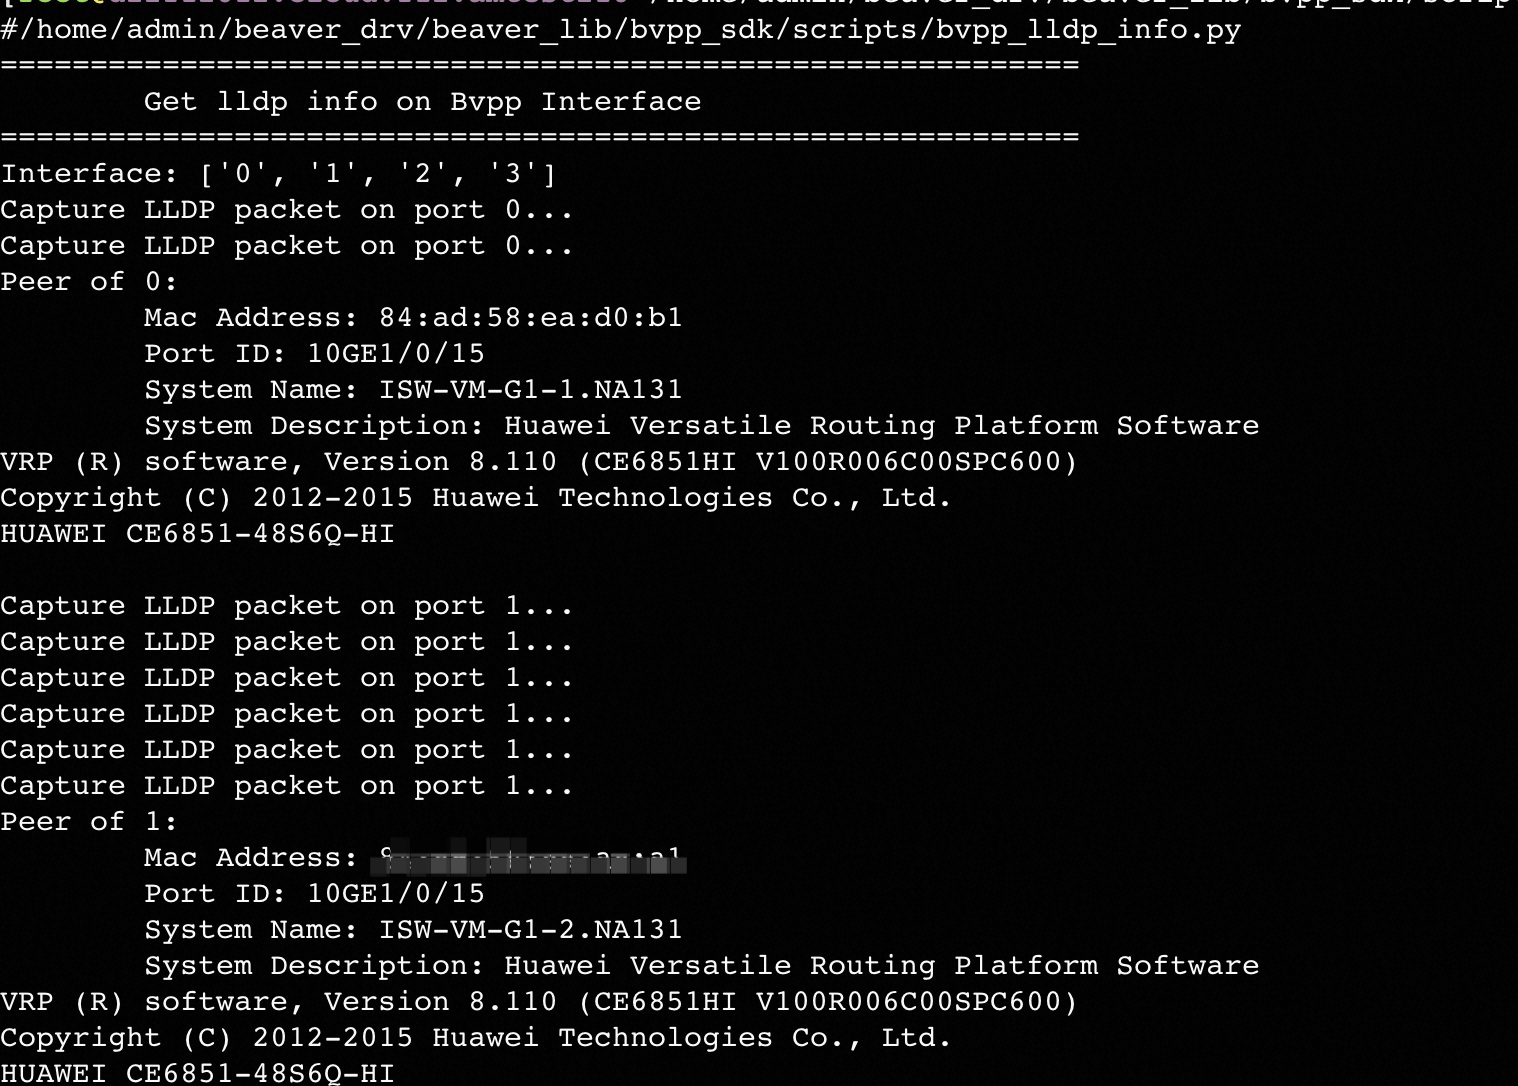 #/home/admin/beaver_drv/beaver_lib/bvpp_sdk/scripts/bvpp_lldp_info.py
============================================================
Get lldp info on Bvpp Interface
============================================================
Interface: ['0', '1', '2', '3']
Capture LLDP packet on port 0...
Capture LLDP packet on port 0...
Peer of 0:
Mac Address: 84:ad:58:ea:d0:b1
Port ID: 10GE1/0/15
System Name: ISW-VM-G1-1.NA131
System Description: Huawei Versatile Routing Platform Software
VRP (R) software, Version 8.110 (CE6851HI V100R006C00SPC600)
Copyright (C) 2012-2015 Huawei Technologies Co., Ltd.
HUAWEI CE6851-48S6Q-HI
Capture LLDP packet on port 1...
Capture LLDP packet on port 1...
Capture LLDP packet on port 1...
Capture LLDP packet on port 1...
Capture LLDP packet on port 1...
Capture LLDP packet on port 1...
Peer of 1:
Mac Address:
Port ID: 10GE1/0/15
System Name: ISW-VM-G1-2.NA131
System Description: Huawei Versatile Routing Platform Software
VRP (R) software, Version 8.110 (CE6851HI V100R006C00SPC600)
Copyright (C) 2012-2015 Huawei Technologies Co., Ltd.
HUAWEI CE6851-48S6Q-HI